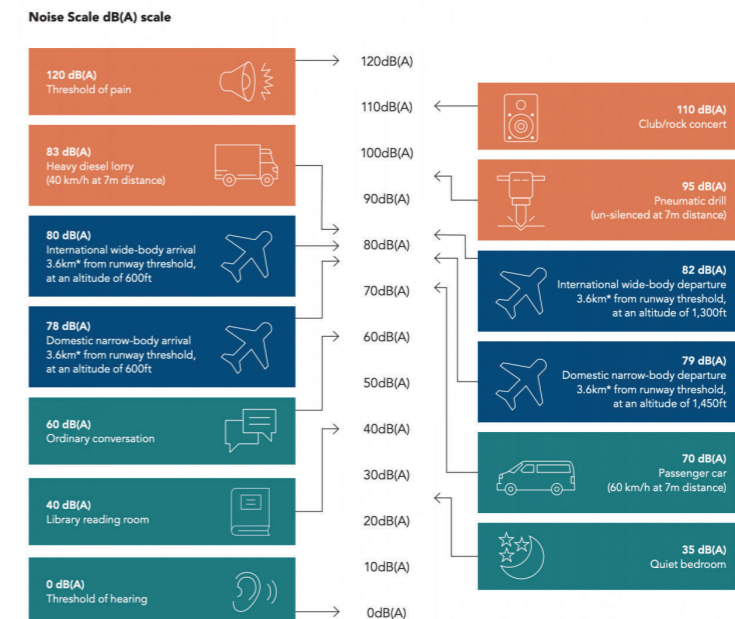 Noise Scale dB(A) scale
120 dB(A)
Threshold of pain
83 dB(A)
Heavy diesel lorry
(40 km/h at 7m distance)
80 dB(A)
International wide-body arrival
3.6km* from runway threshold,
at an altitude of 600ft
78 dB(A)
Domestic narrow-body arrival
3.6km* from runway threshold,
at an altitude of 600ft
60 dB(A)
Ordinary conversation
40 dB(A)
Library reading room
0 dB(A)
Threshold of hearing
120dB(A)
110dB(A)
100dB(A)
90dB(A)
80dB(A)
70dB(A)
60dB(A)
50dB(A)
40dB(A)
30dB(A)
20dB(A)
10dB(A)
0dB(A)
110 dB(A)
Club/rock concert
95 dB(A)
Pneumatic drill
(un-silenced at 7m distance)
82 dB(A)
International wide-body departure
3.6km* from runway threshold,
at an altitude of 1,300ft
79 dB(A)
Domestic narrow-body departure
3.6km* from runway threshold,
at an altitude of 1,450ft
70 dB(A)
Passenger car
(60 km/h at 7m distance)
35 dB(A)
Quiet bedroom